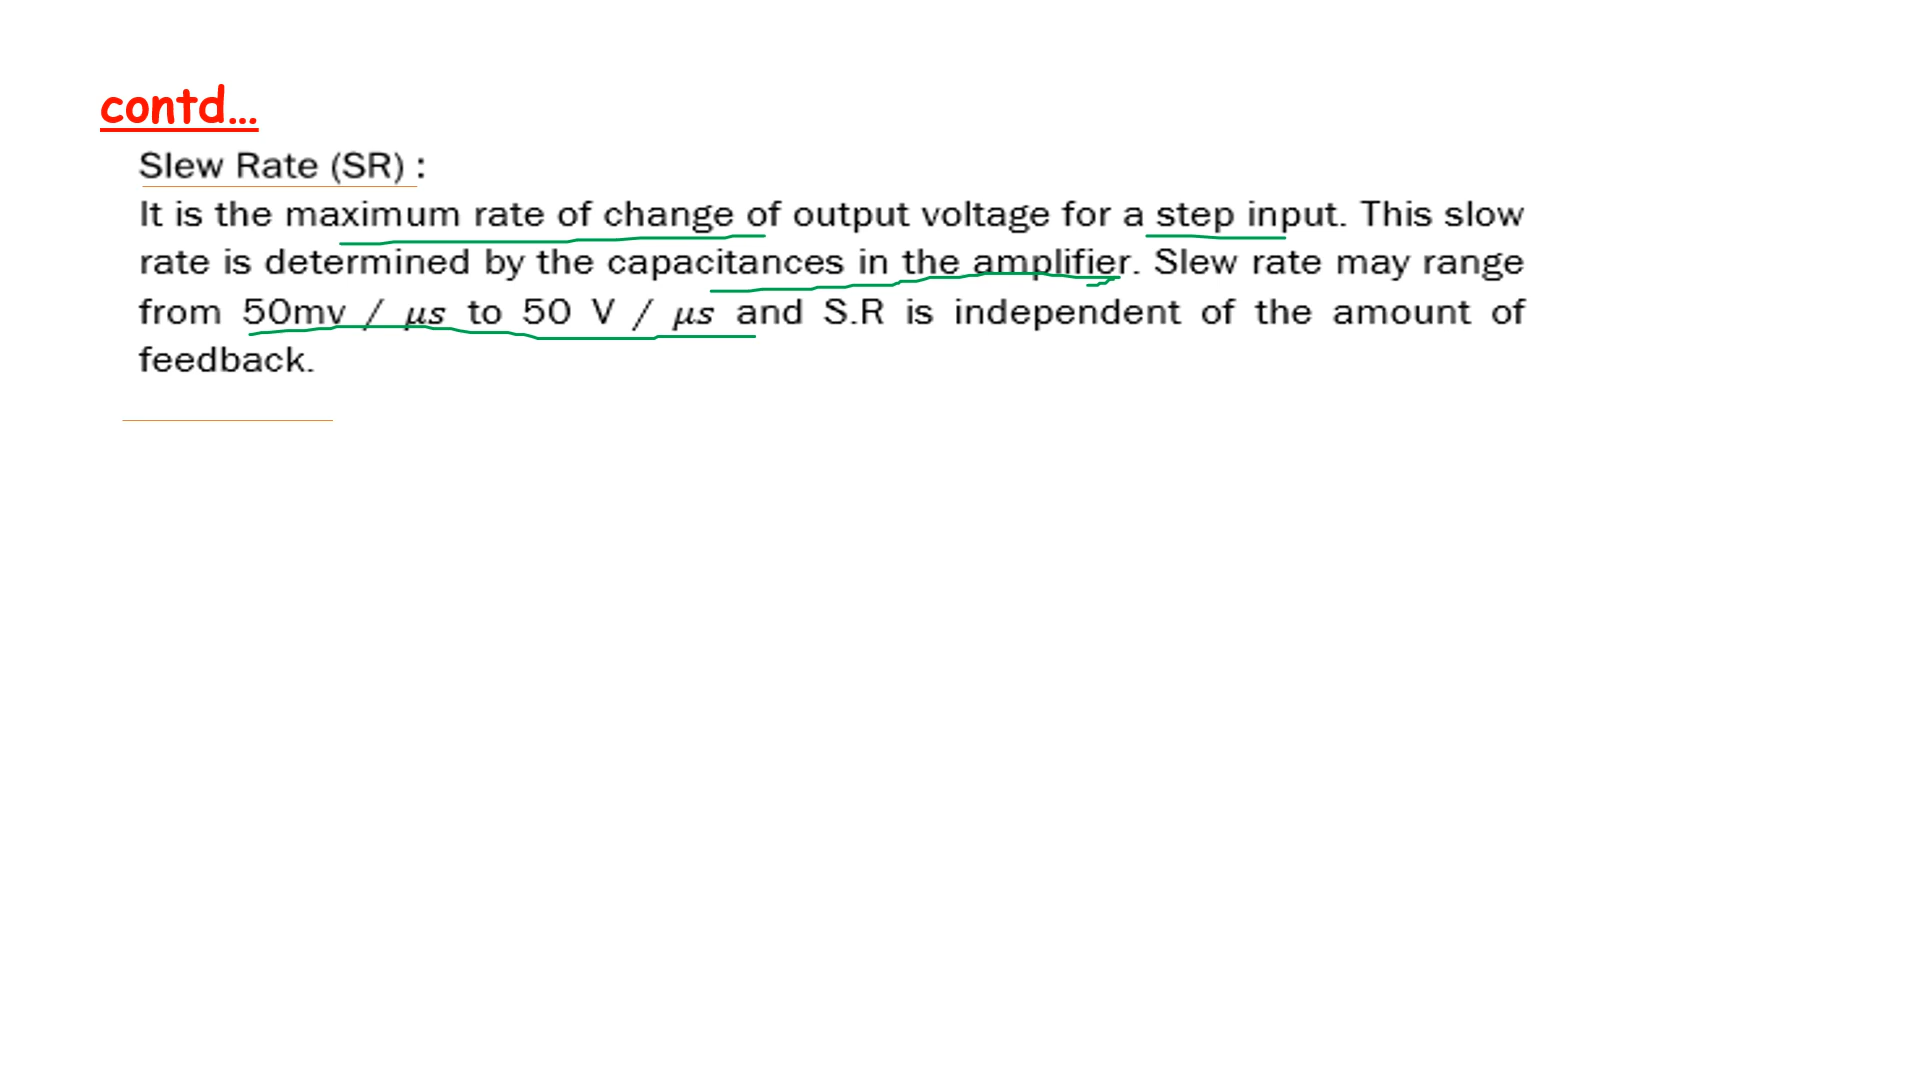 contd...
Slew Rate (SR) :
It is the maximum rate of change of output voltage for a step input. This slow
rate is determined by the capacitances in the amplifier. Slew rate may range
from 50mv / μs to 50 V / μs and S.R is independent of the amount of
feedback.